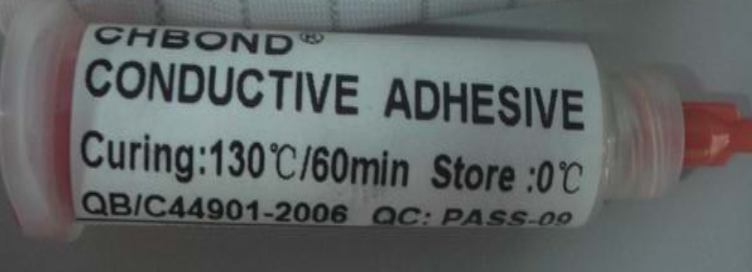 CHBOND®
CONDUCTIVE ADHESIVE
Curing:130℃/60min Store :0℃
QB/C44901-2006 QC: PASS-09